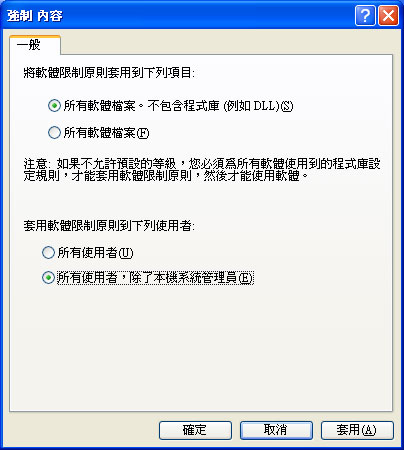 強制 內容
一般
將軟體限制原則套用到下列項目:
所有軟體檔案。不包含程式庫 (例如 DLL)(S)
所有軟體檔案(F)
注意: 如果不允許預設的等級，您必須為所有軟體使用到的程式庫設
定規則，才能套用軟體限制原則，然後才能使用軟體。
套用軟體限制原則到下列使用者:
所有使用者(U)
所有使用者，除了本機系統管理員(E)
確定
取消
套用(A)